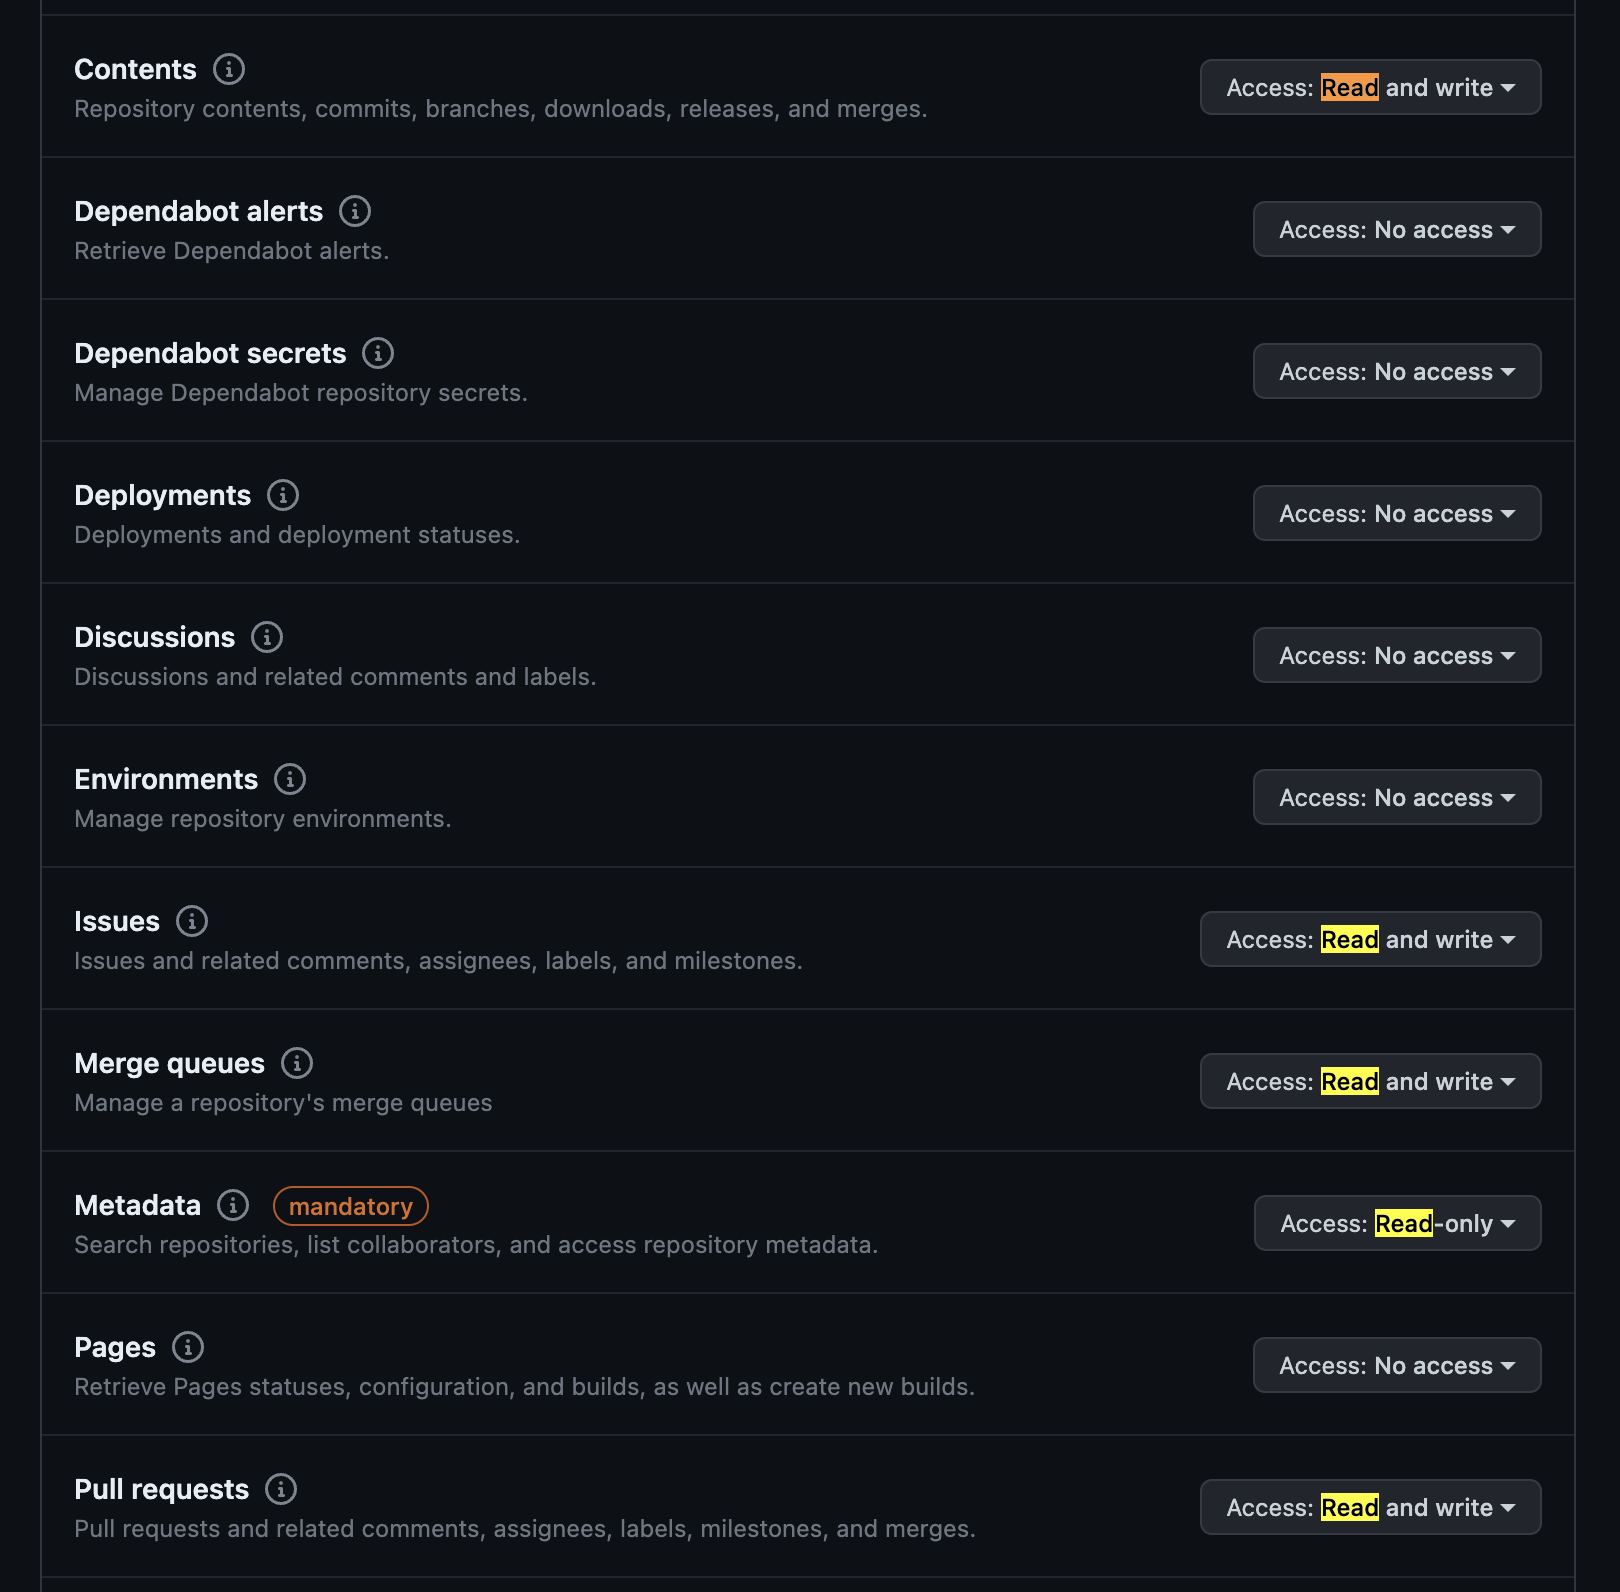 Contents
Access: Read and write
Repository contents, commits, branches, downloads, releases, and merges.
Dependabot alerts
Access: No access
Retrieve Dependabot alerts.
Dependabot secrets
Access: No access
Manage Dependabot repository secrets.
Deployments
Access: No access
Deployments and deployment statuses.
Discussions
Access: No access
Discussions and related comments and labels.
Environments
Access: No access
Manage repository environments.
Issues
Access: Read and write
Issues and related comments, assignees, labels, and milestones.
Merge queues
Access: Read and write
Manage a repository's merge queues
Metadata mandatory
Access: Read-only
Search repositories, list collaborators, and access repository metadata.
Pages
Access: No access
Retrieve Pages statuses, configuration, and builds, as well as create new builds.
Pull requests
Access: Read and write
Pull requests and related comments, assignees, labels, milestones, and merges.